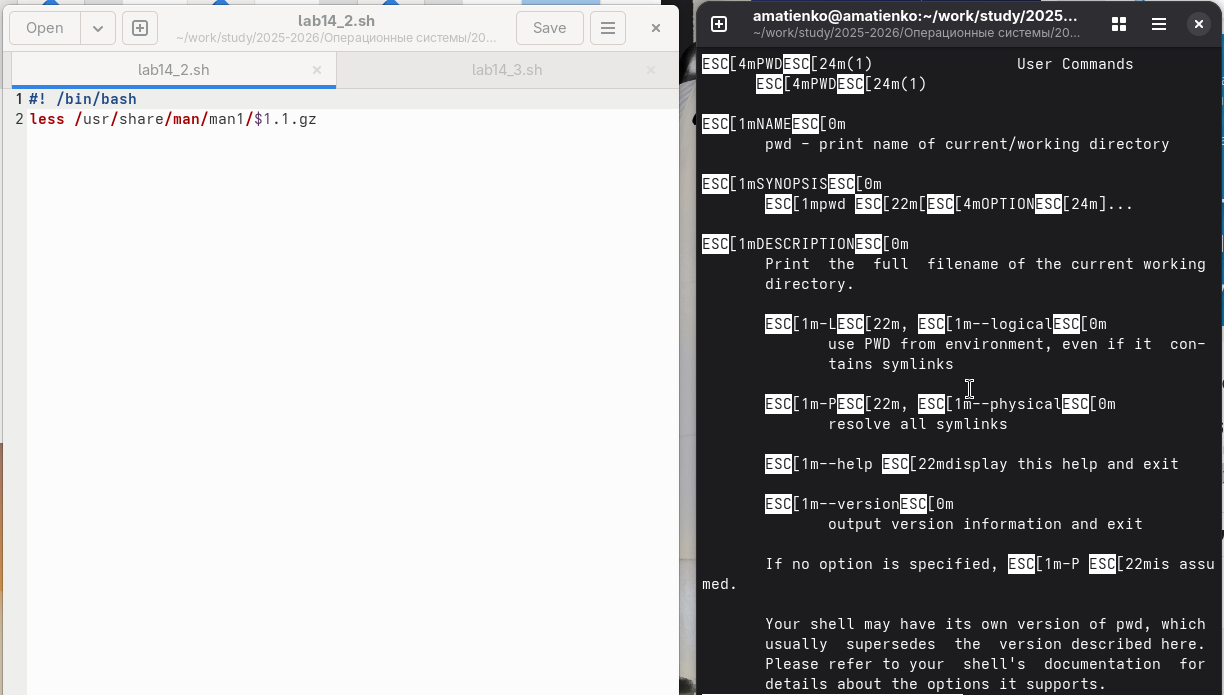 Open
lab14_2.sh
~/work/study/2025-2026/Операционные системы/20...
Save
lab14_2.sh
lab14_3.sh
1 #! /bin/bash
2 less /usr/share/man/man1/$1.1.gz
amatienko@amatienko:~/work/study/2025...
~/work/study/2025-2026/Операционные системы/20...
ESC[4mPWDESC[24m(1) User Commands
ESC[4mPWDESC[24m(1)
ESC[1mNAMEESC[0m
pwd - print name of current/working directory
ESC[1mSYNOPSISESC[0m
ESC[1mpwd ESC[22m[ESC[4mOPTIONESC[24m]...
ESC[1mDESCRIPTIONESC[0m
Print the full filename of the current working
directory.
ESC[1m-LESC[22m, ESC[1m--logicalESC[0m
use PWD from environment, even if it con-
tains symlinks
ESC[1m-PESC[22m, ESC[1m--physicalESC[0m
resolve all symlinks
ESC[1m--help ESC[22mdisplay this help and exit
ESC[1m--versionESC[0m
output version information and exit
If no option is specified, ESC[1m-P ESC[22mis assu
med.
Your shell may have its own version of pwd, which
usually supersedes the version described here.
Please refer to your shell's documentation for
details about the options it supports.